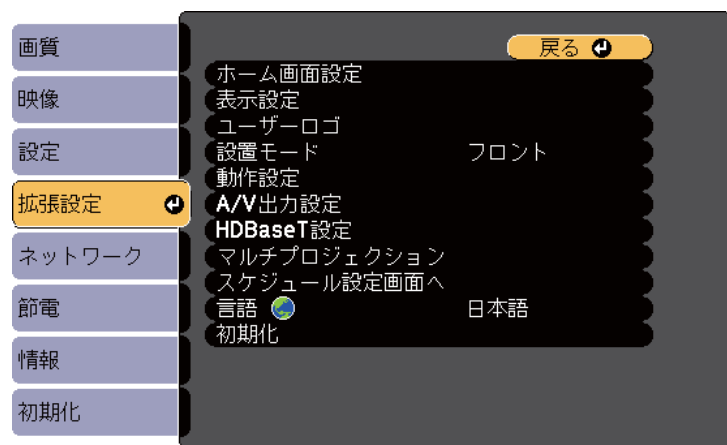 画質
映像
設定
拡張設定
ネットワーク
節電
情報
初期化
戻る
ホーム画面設定
表示設定
ユーザーロゴ
設置モード フロント
動作設定
A/V出力設定
HDBaseT設定
マルチプロジェクション
スケジュール設定画面へ
言語 日本語
初期化